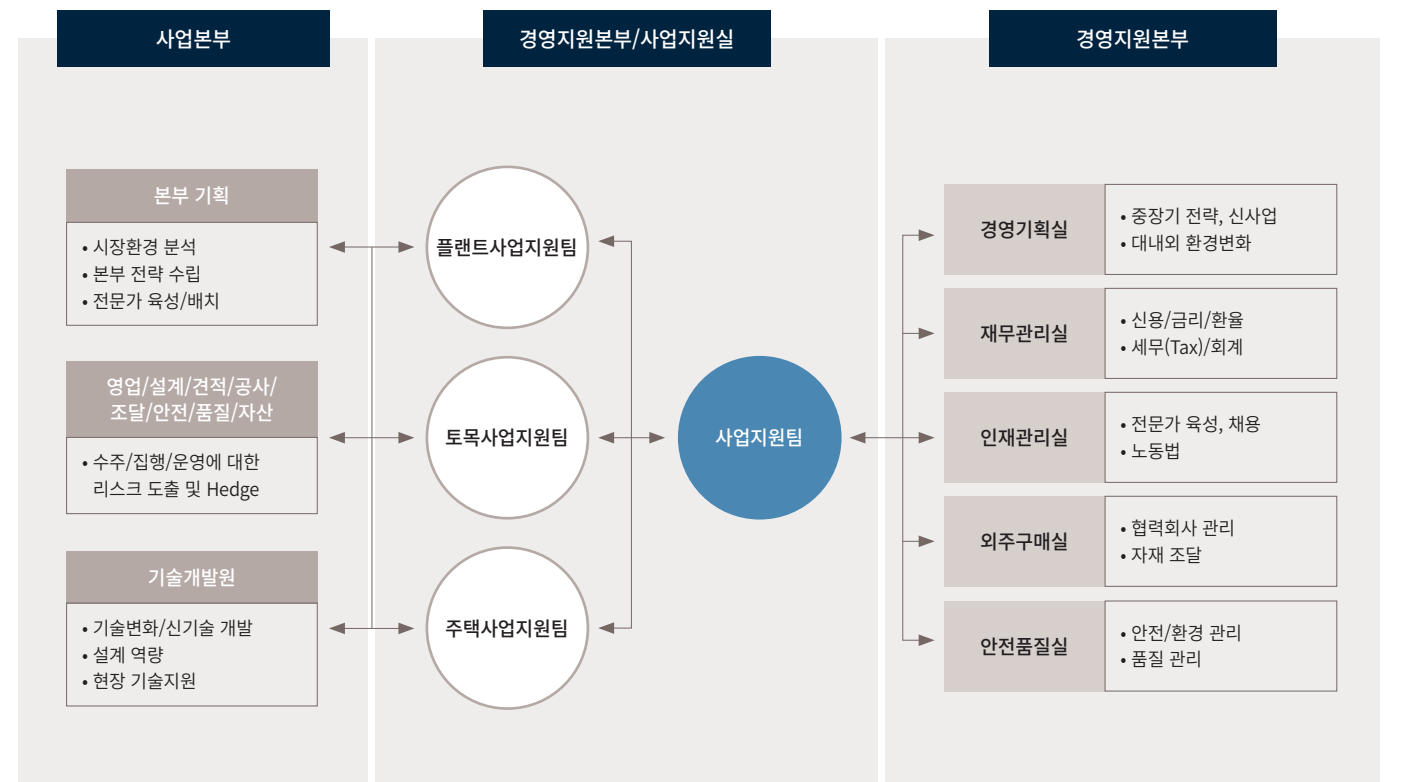 사업본부
본부 기획
• 시장환경 분석
• 본부 전략 수립
• 전문가 육성/배치
영업/설계/견적/공사/
조달/안전/품질/자산
• 수주/집행/운영에 대한
리스크 도출 및 Hedge
기술개발원
• 기술변화/신기술 개발
• 설계 역량
• 현장 기술지원
경영지원본부/사업지원실
플랜트사업지원팀
토목사업지원팀
주택사업지원팀
사업지원팀
경영지원본부
경영기획실
• 중장기 전략, 신사업
• 대내외 환경변화
재무관리실
• 신용/금리/환율
• 세무(Tax)/회계
인재관리실
• 전문가 육성, 채용
• 노동법
외주구매실
• 협력회사 관리
• 자재 조달
안전품질실
• 안전/환경 관리
• 품질 관리